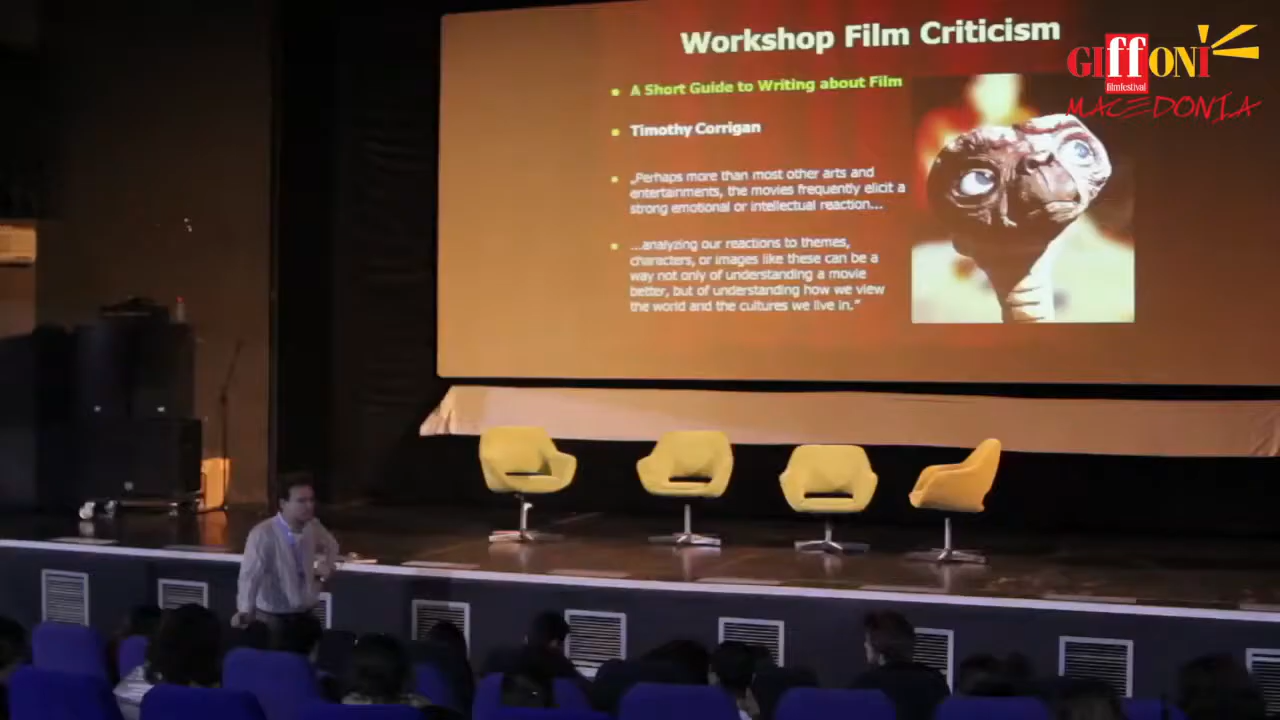 Workshop Film Criticism
A Short Guide to Writing about Film
Timothy Corrigan
„Perhaps more than most other arts and
entertainments, the movies frequently elicit a
strong emotional or intellectual reaction...
...analyzing our reactions to themes,
characters, or images like these can be a
way not only of understanding a movie
better, but of understanding how we view
the world and the cultures we live in.”
GIffONI
filmfestival
MACEDONIA